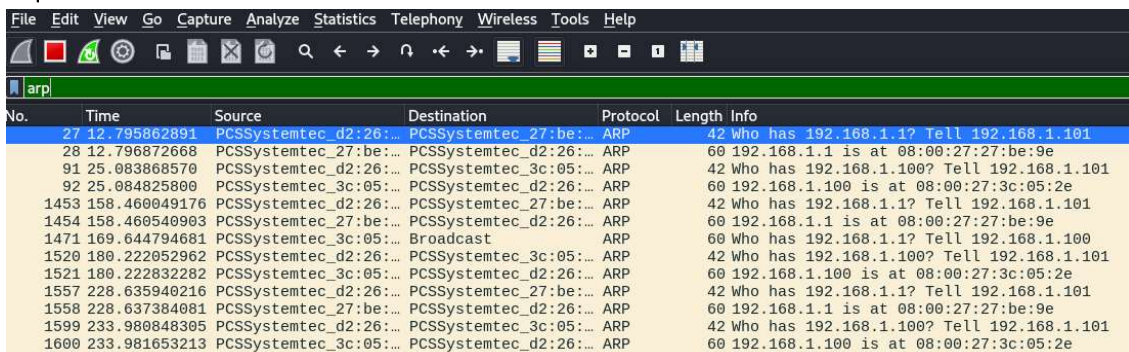 File Edit View Go Capture Analyze Statistics Telephony Wireless Tools Help
arp
No. Time Source Destination Protocol Length Info
27 12.795862891 PCSSystemtec_d2:26:… PCSSystemtec_27:be:… ARP 42 Who has 192.168.1.1? Tell 192.168.1.101
28 12.796872668 PCSSystemtec_27:be:… PCSSystemtec_d2:26:… ARP 60 192.168.1.1 is at 08:00:27:27:be:9e
91 25.083868570 PCSSystemtec_d2:26:… PCSSystemtec_3c:05:… ARP 42 Who has 192.168.1.100? Tell 192.168.1.101
92 25.084825800 PCSSystemtec_3c:05:… PCSSystemtec_d2:26:… ARP 60 192.168.1.100 is at 08:00:27:3c:05:2e
1453 158.460049176 PCSSystemtec_d2:26:… PCSSystemtec_27:be:… ARP 42 Who has 192.168.1.1? Tell 192.168.1.101
1454 158.460540903 PCSSystemtec_27:be:… PCSSystemtec_d2:26:… ARP 60 192.168.1.1 is at 08:00:27:27:be:9e
1471 169.644794681 PCSSystemtec_3c:05:… Broadcast ARP 60 Who has 192.168.1.1? Tell 192.168.1.100
1520 180.222052962 PCSSystemtec_d2:26:… PCSSystemtec_3c:05:… ARP 42 Who has 192.168.1.100? Tell 192.168.1.101
1521 180.222832282 PCSSystemtec_3c:05:… PCSSystemtec_d2:26:… ARP 60 192.168.1.100 is at 08:00:27:3c:05:2e
1557 228.635940216 PCSSystemtec_d2:26:… PCSSystemtec_27:be:… ARP 42 Who has 192.168.1.1? Tell 192.168.1.101
1558 228.637384081 PCSSystemtec_27:be:… PCSSystemtec_d2:26:… ARP 60 192.168.1.1 is at 08:00:27:27:be:9e
1599 233.980848305 PCSSystemtec_d2:26:… PCSSystemtec_3c:05:… ARP 42 Who has 192.168.1.100? Tell 192.168.1.101
1600 233.981653213 PCSSystemtec_3c:05:… PCSSystemtec_d2:26:… ARP 60 192.168.1.100 is at 08:00:27:3c:05:2e